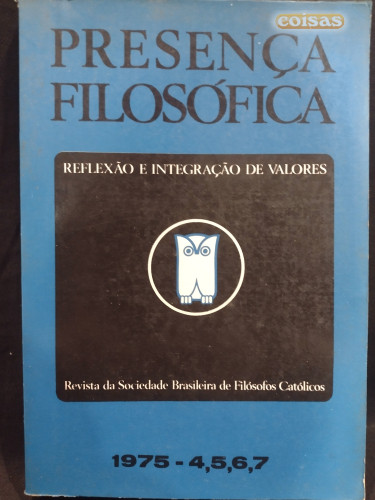 coisas
PRESENÇA
FILOSÓFICA
REFLEXÃO E INTEGRAÇÃO DE VALORES
Revista da Sociedade Brasileira de Filósofos Católicos
1975 - 4,5,6,7